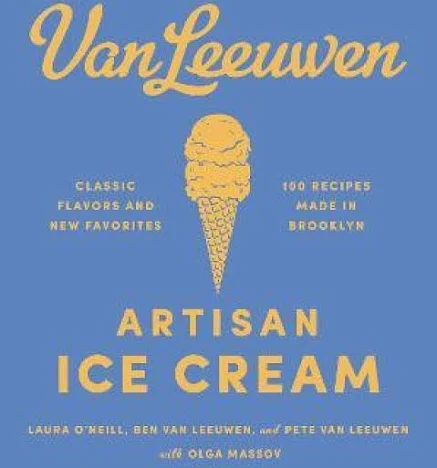 Van Leeuwen
CLASSIC
FLAVORS AND
NEW FAVORITES
100 RECIPES
MADE IN
BROOKLYN
ARTISAN
ICE CREAM
LAURA O'NEILL, BEN VAN LEEUWEN, and PETE VAN LEEUWEN
with OLGA MASSOV